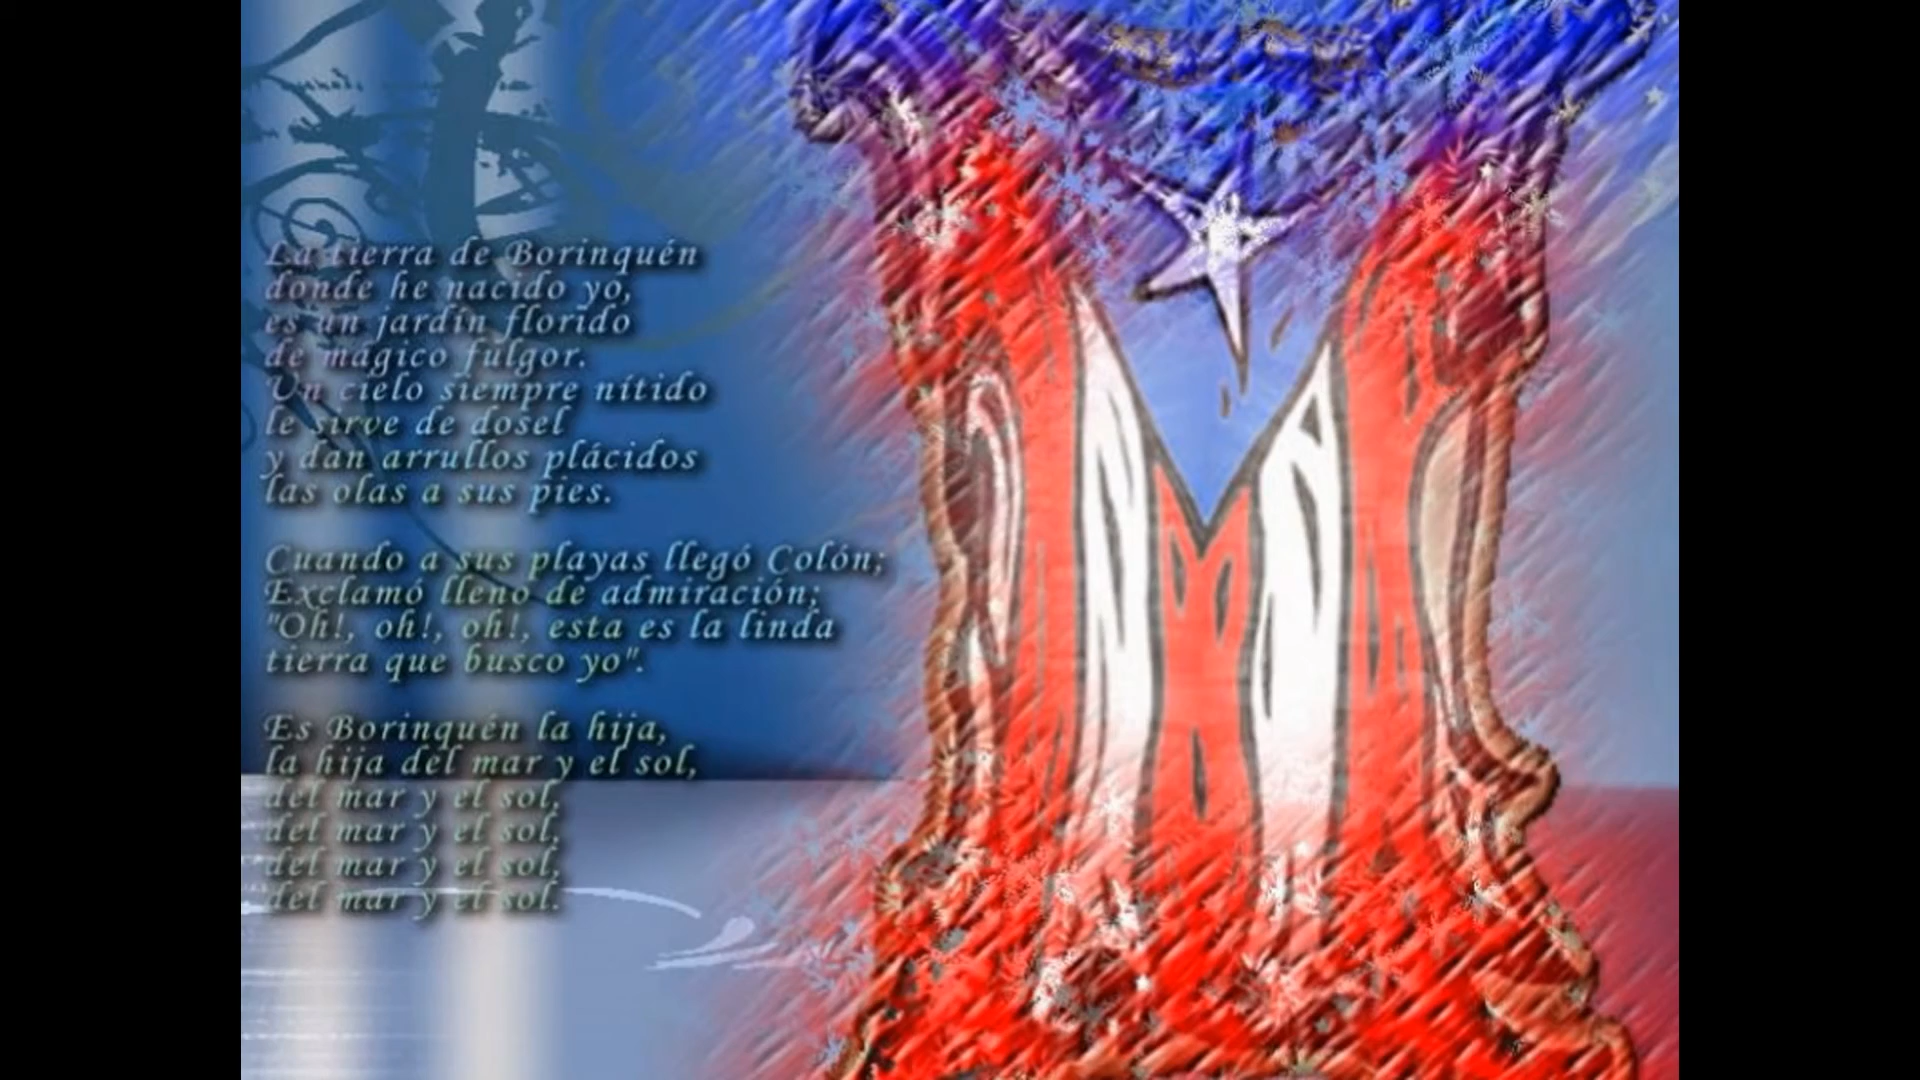 La tierra de Borinquén
donde he nacido yo,
es un jardín florido
de mágico fulgor.
Un cielo siempre nítido
le sirve de dosel
y dan arrullos plácidos
las olas a sus pies.
Cuando a sus playas llegó Colón;
Exclamó lleno de admiración;
"Oh!, oh!, oh!, esta es la linda
tierra que busco yo".
Es Borinquén la hija,
la hija del mar y el sol,
del mar y el sol,
del mar y el sol,
del mar y el sol,
del mar y el sol.